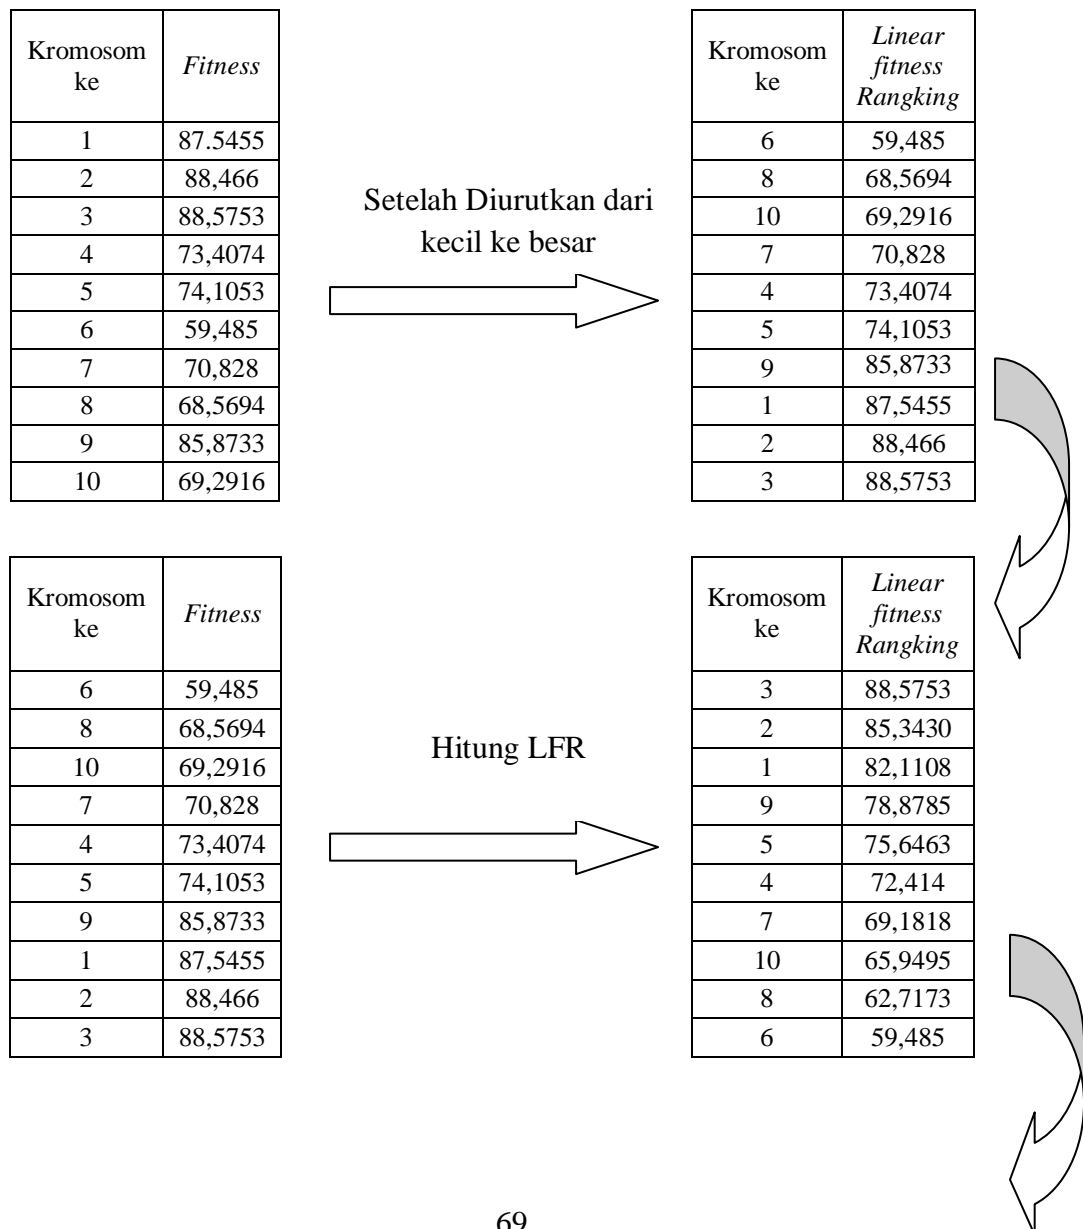 Kromosom
ke
Fitness
1 87.5455
2 88,466
3 88,5753
4 73,4074
5 74,1053
6 59,485
7 70,828
8 68,5694
9 85,8733
10 69,2916
Setelah Diurutkan dari
kecil ke besar
Kromosom
ke
Linear
fitness
Rangking
6 59,485
8 68,5694
10 69,2916
7 70,828
4 73,4074
5 74,1053
9 85,8733
1 87,5455
2 88,466
3 88,5753
Kromosom
ke
Fitness
6 59,485
8 68,5694
10 69,2916
7 70,828
4 73,4074
5 74,1053
9 85,8733
1 87,5455
2 88,466
3 88,5753
Hitung LFR
Kromosom
ke
Linear
fitness
Rangking
3 88,5753
2 85,3430
1 82,1108
9 78,8785
5 75,6463
4 72,414
7 69,1818
10 65,9495
8 62,7173
6 59,485
69